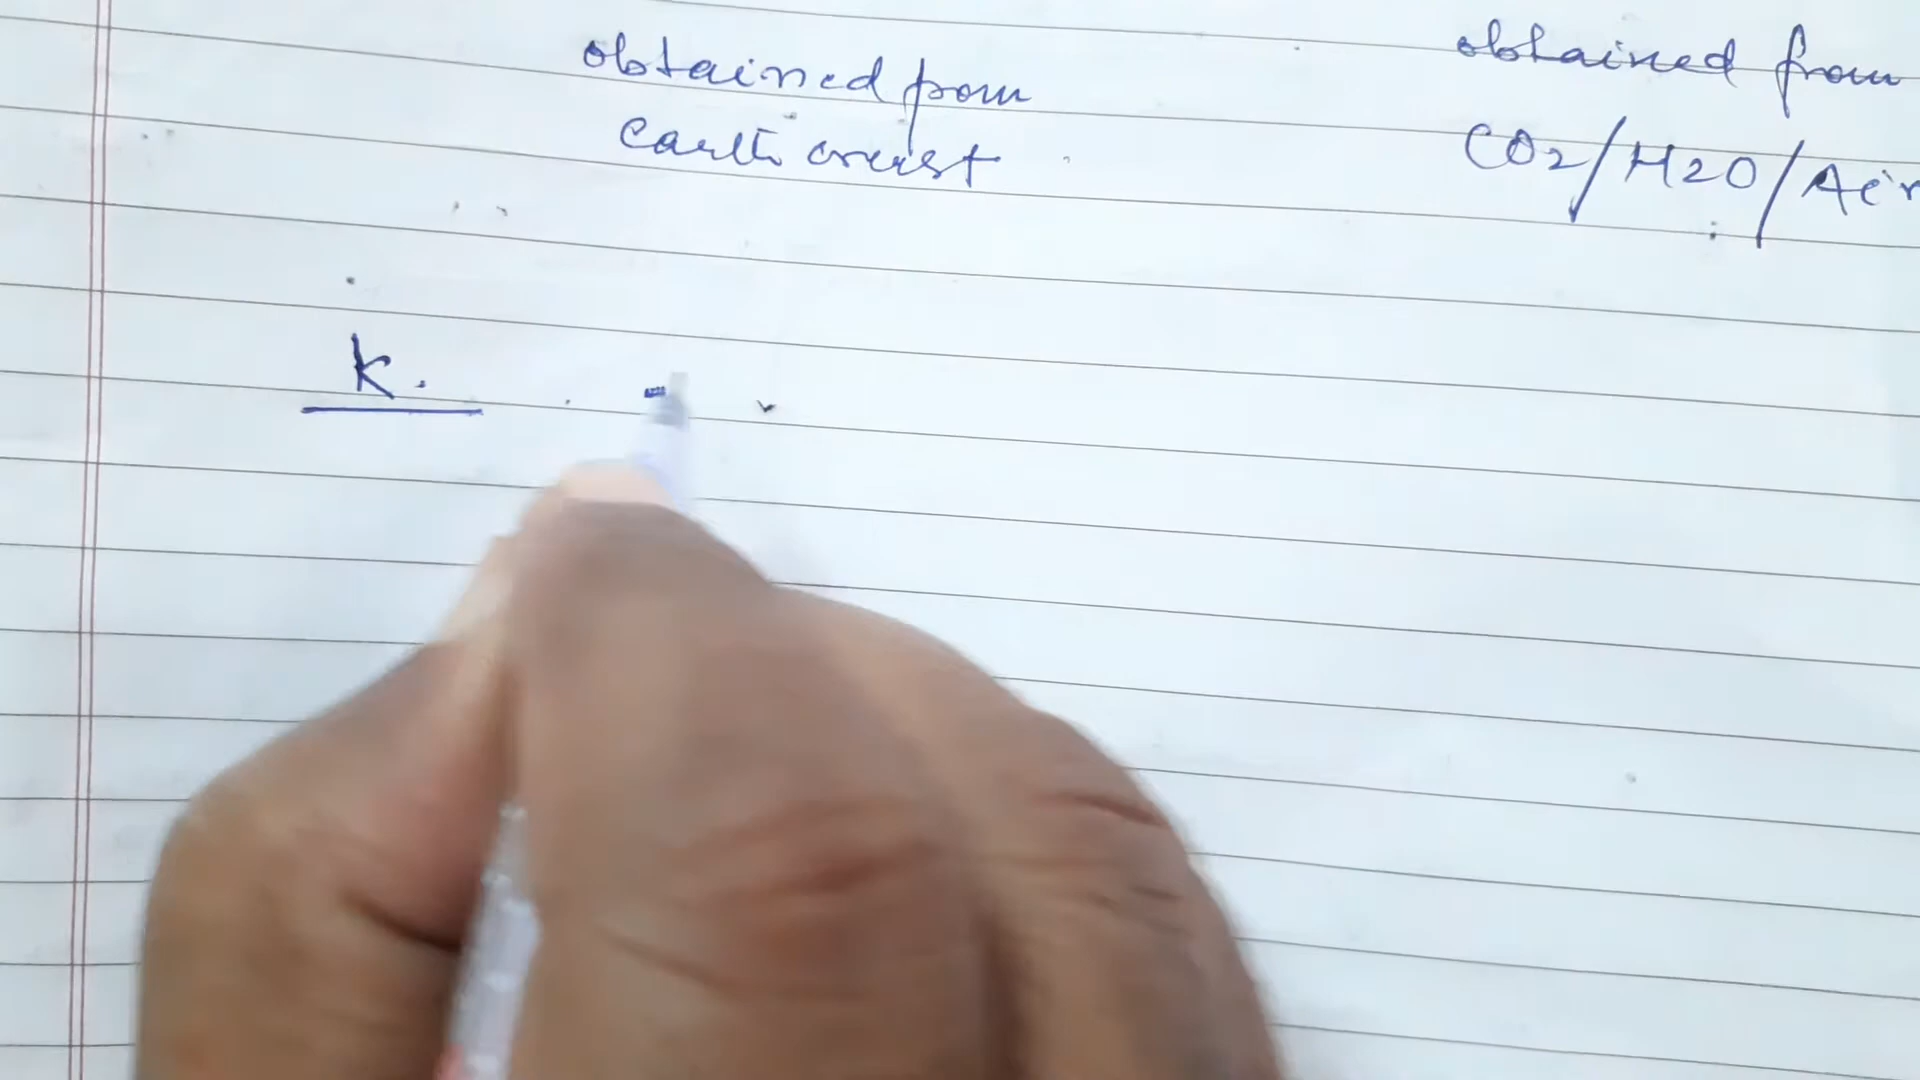 obtained from
earth crust
obtained from
CO2/H2O/Air
K.